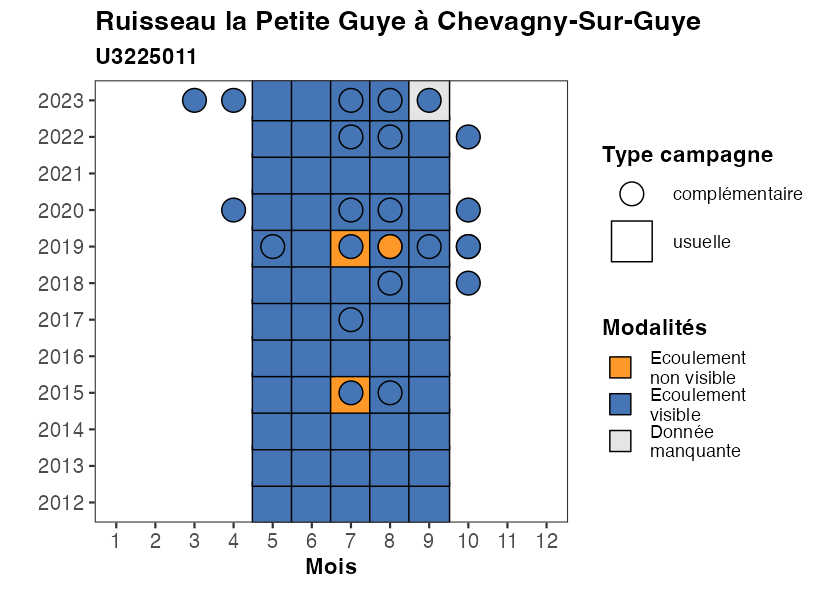 Ruisseau la Petite Guye à Chevagny-Sur-Guye
U3225011
2023
2022
2021
2020
2019
2018
2017
2016
2015
2014
2013
2012
1 2 3 4 5 6 7 8 9 10 11 12
Mois
Type campagne
complémentaire
usuelle
Modalités
Ecoulement
non visible
Ecoulement
visible
Donnée
manquante